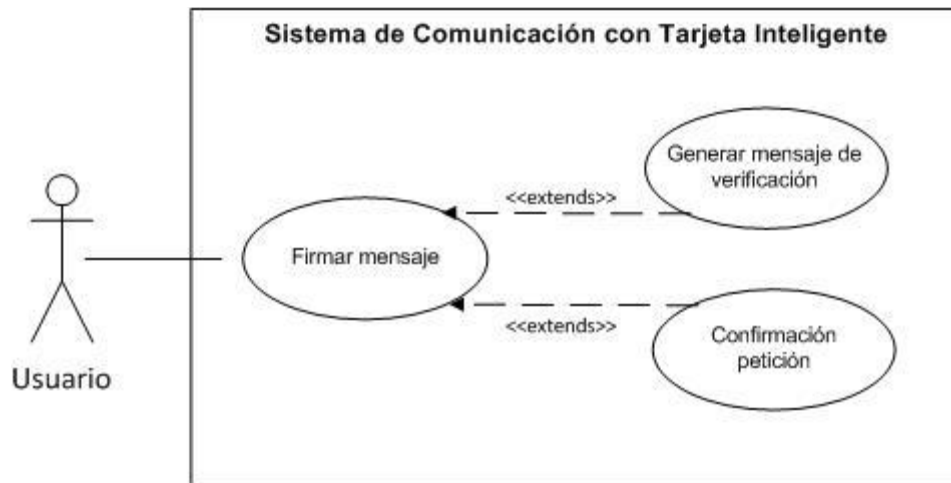 Sistema de Comunicación con Tarjeta Inteligente
Generar mensaje de
verificación
<<extends>>
Firmar mensaje
<<extends>>
Confirmación
petición
Usuario